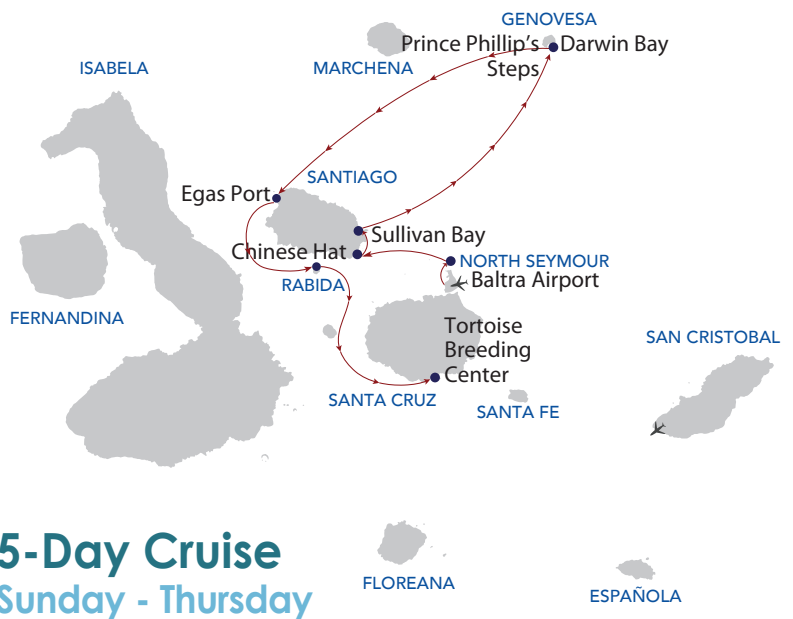 GENOVESA
Prince Phillip's
Steps
Darwin Bay
MARCHENA
ISABELA
SANTIAGO
Egas Port
Sullivan Bay
Chinese Hat
NORTH SEYMOUR
Baltra Airport
RABIDA
FERNANDINA
Tortoise
Breeding
Center
SAN CRISTOBAL
SANTA CRUZ
SANTA FE
5-Day Cruise
Sunday - Thursday
FLOREANA
ESPAÑOLA